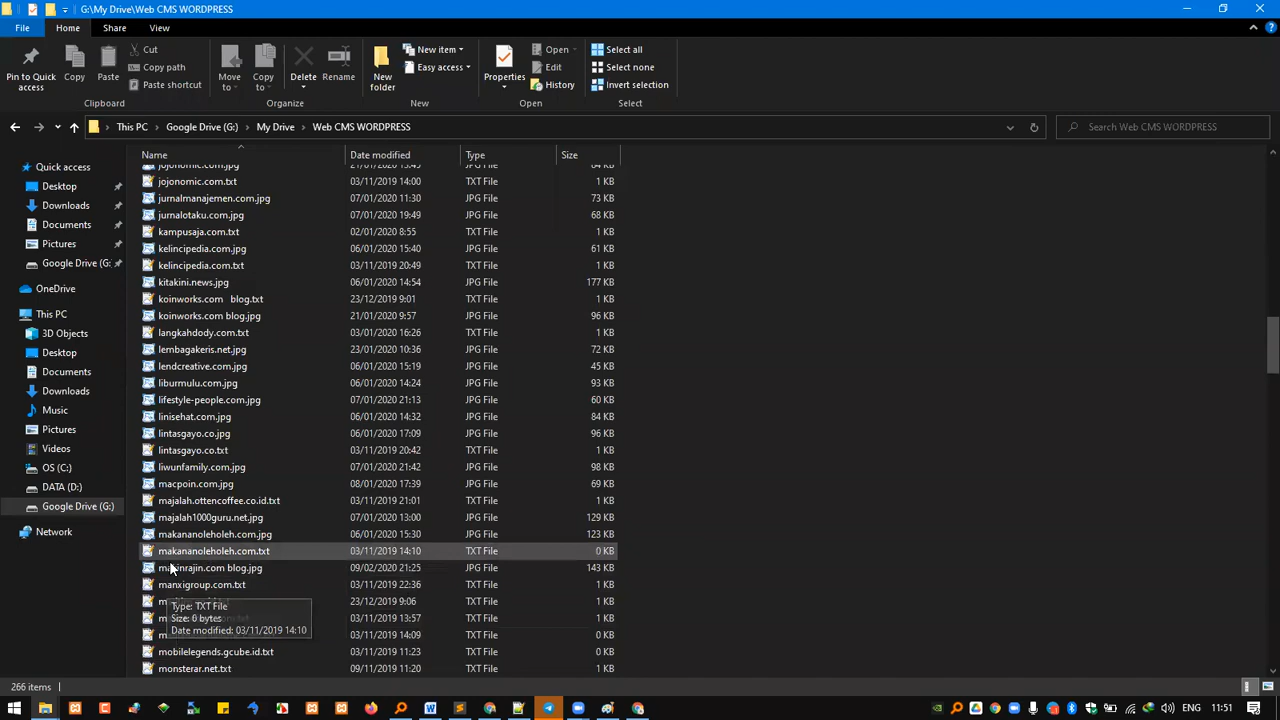 G:\My Drive\Web CMS WORDPRESS
File Home Share View
Pin to Quick access
Copy
Paste
Cut
Copy path
Paste shortcut
Clipboard
Move to
Copy to
Delete
Rename
Organize
New folder
New item
Easy access
New
Properties
Open
Edit
History
Open
Select all
Select none
Invert selection
Select
This PC Google Drive (G:) My Drive Web CMS WORDPRESS
Search Web CMS WORDPRESS
Quick access
Desktop
Downloads
Documents
Pictures
Google Drive (G:
OneDrive
This PC
3D Objects
Desktop
Documents
Downloads
Music
Pictures
Videos
OS (C:)
DATA (D:)
Google Drive (G:)
Network
Name Date modified Type Size
jojonomic.com.jpg 21/01/2020 13:45 JPG File 84 KB
jojonomic.com.txt 03/11/2019 14:00 TXT File 1 KB
jurnalmanajemen.com.jpg 07/01/2020 11:30 JPG File 73 KB
jurnalotaku.com.jpg 07/01/2020 19:49 JPG File 68 KB
kampusaja.com.txt 02/01/2020 8:55 TXT File 1 KB
kelincipedia.com.jpg 06/01/2020 15:40 JPG File 61 KB
kelincipedia.com.txt 03/11/2019 20:49 TXT File 1 KB
kitakini.news.jpg 06/01/2020 14:54 JPG File 177 KB
koinworks.com blog.txt 23/12/2019 9:01 TXT File 1 KB
koinworks.com blog.jpg 21/01/2020 9:57 JPG File 96 KB
langkahdody.com.txt 03/01/2020 16:26 TXT File 1 KB
lembagakeris.net.jpg 23/01/2020 10:36 JPG File 72 KB
lendcreative.com.jpg 06/01/2020 15:19 JPG File 45 KB
liburmulu.com.jpg 06/01/2020 14:24 JPG File 93 KB
lifestyle-people.com.jpg 07/01/2020 21:13 JPG File 60 KB
linisehat.com.jpg 06/01/2020 14:32 JPG File 84 KB
lintasgayo.co.jpg 06/01/2020 17:09 JPG File 96 KB
lintasgayo.co.txt 03/11/2019 20:42 TXT File 1 KB
liwunfamily.com.jpg 07/01/2020 21:42 JPG File 98 KB
macpoin.com.jpg 08/01/2020 17:39 JPG File 69 KB
majalah.ottencoffee.co.id.txt 03/11/2019 21:01 TXT File 1 KB
majalah1000guru.net.jpg 07/01/2020 13:00 JPG File 129 KB
makananoleholeh.com.jpg 06/01/2020 15:30 JPG File 123 KB
makananoleholeh.com.txt 03/11/2019 14:10 TXT File 0 KB
blog.jpg 09/02/2020 21:25 JPG File 143 KB
manxigroup.com.txt 03/11/2019 22:36 TXT File 1 KB
23/12/2019 9:06 TXT File 1 KB
03/11/2019 13:57 TXT File 1 KB
03/11/2019 14:09 TXT File 0 KB
mobilelegends.gcube.id.txt 03/11/2019 11:23 TXT File 0 KB
monsterar.net.txt 09/11/2019 11:20 TXT File 1 KB
Type: TXT File
Size: 0 bytes
Date modified: 03/11/2019 14:10
266 items
ENG 11:51